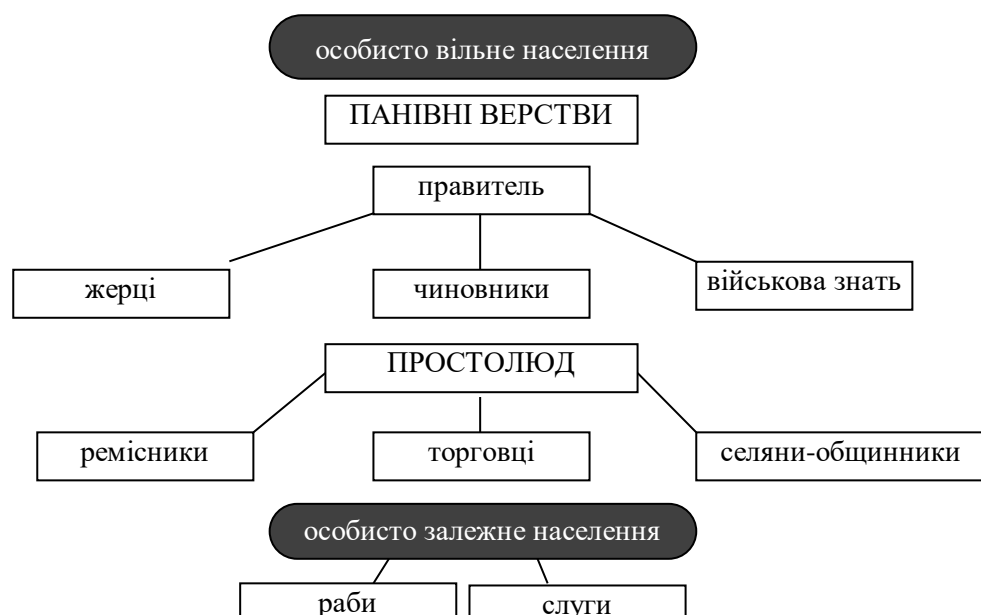 особисто вільне населення
ПАНІВНІ ВЕРСТВИ
правитель
жерці
чиновники
військова знать
ПРОСТОЛЮД
ремісники
торговці
селяни-общинники
особисто залежне населення
раби
слуги